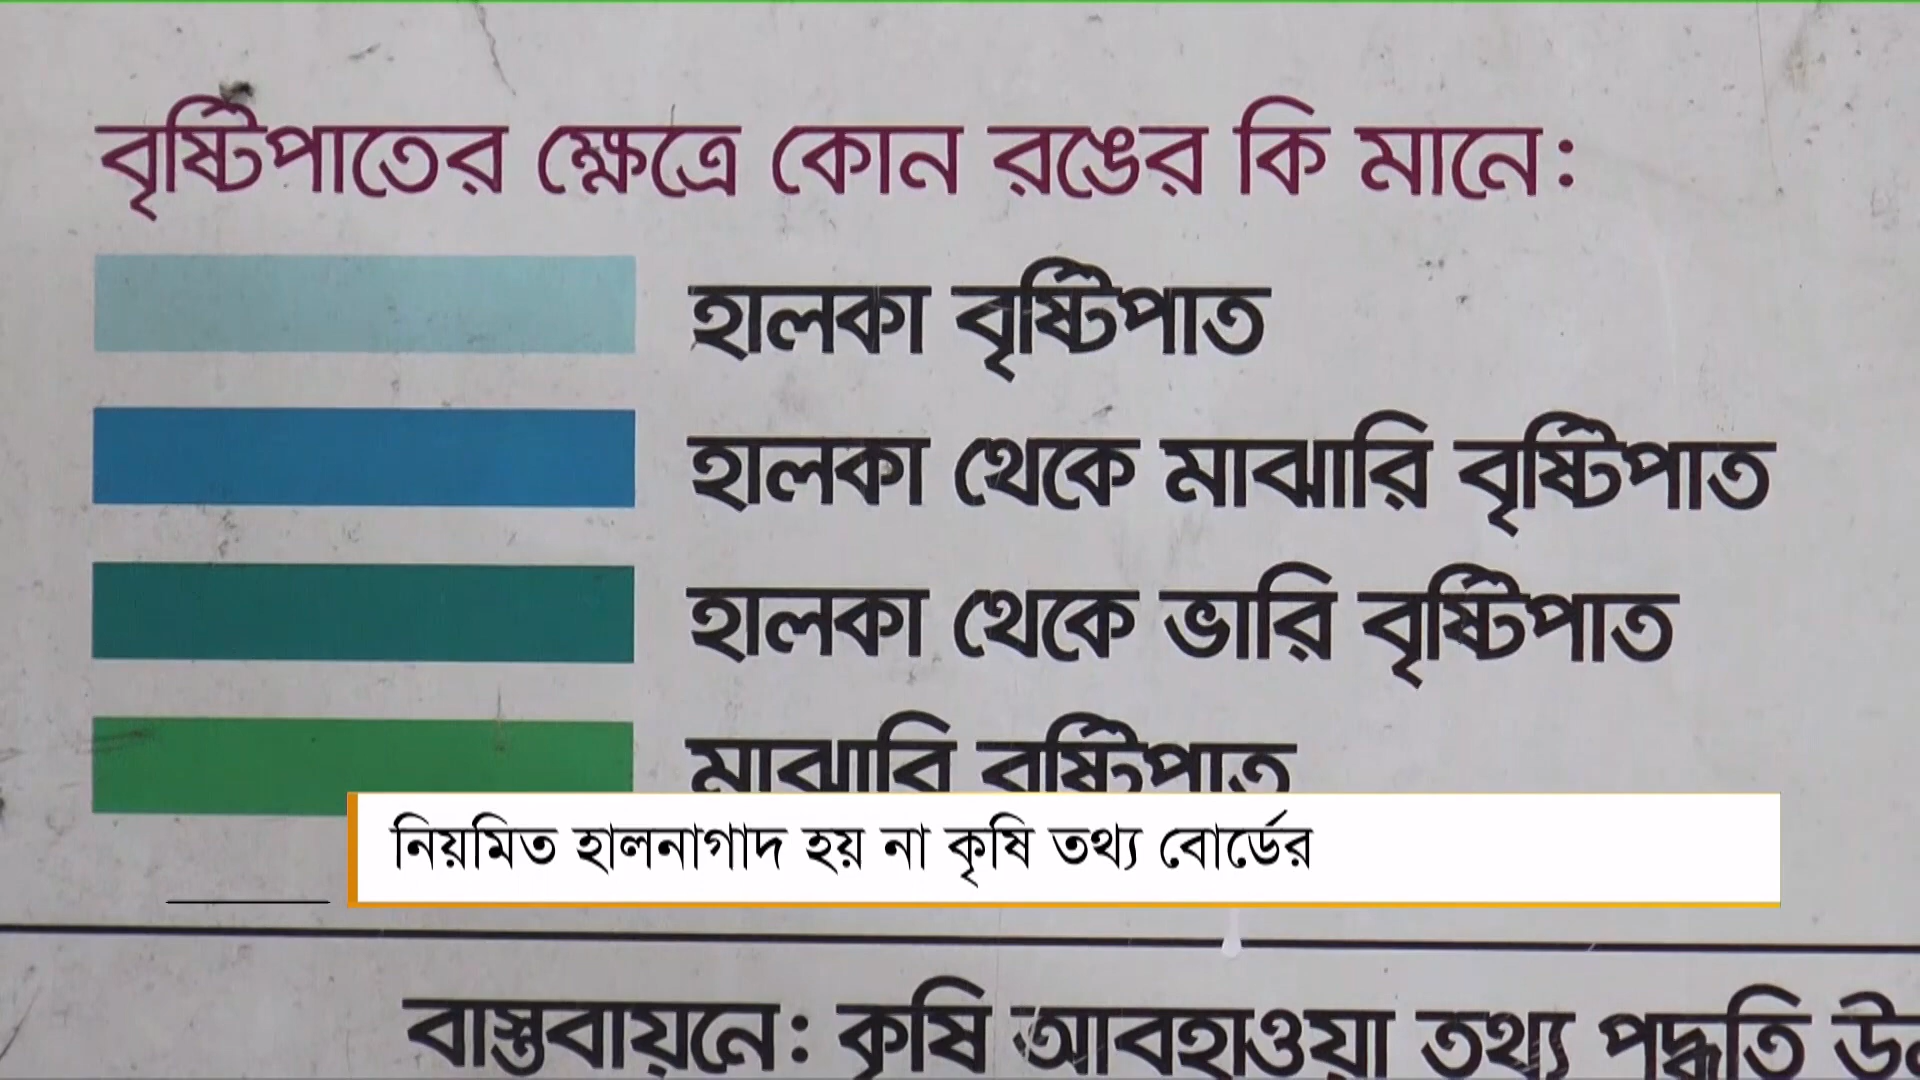 বৃষ্টিপাতের ক্ষেত্রে কোন রঙের কি মানে:
হালকা বৃষ্টিপাত
হালকা থেকে মাঝারি বৃষ্টিপাত
হালকা থেকে ভারি বৃষ্টিপাত
মাঝারি বৃষ্টিপাত
নিয়মিত হালনাগাদ হয় না কৃষি তথ্য বোর্ডের
বাস্তবায়নে: কৃষি আবহাওয়া তথ্য পদ্ধতি